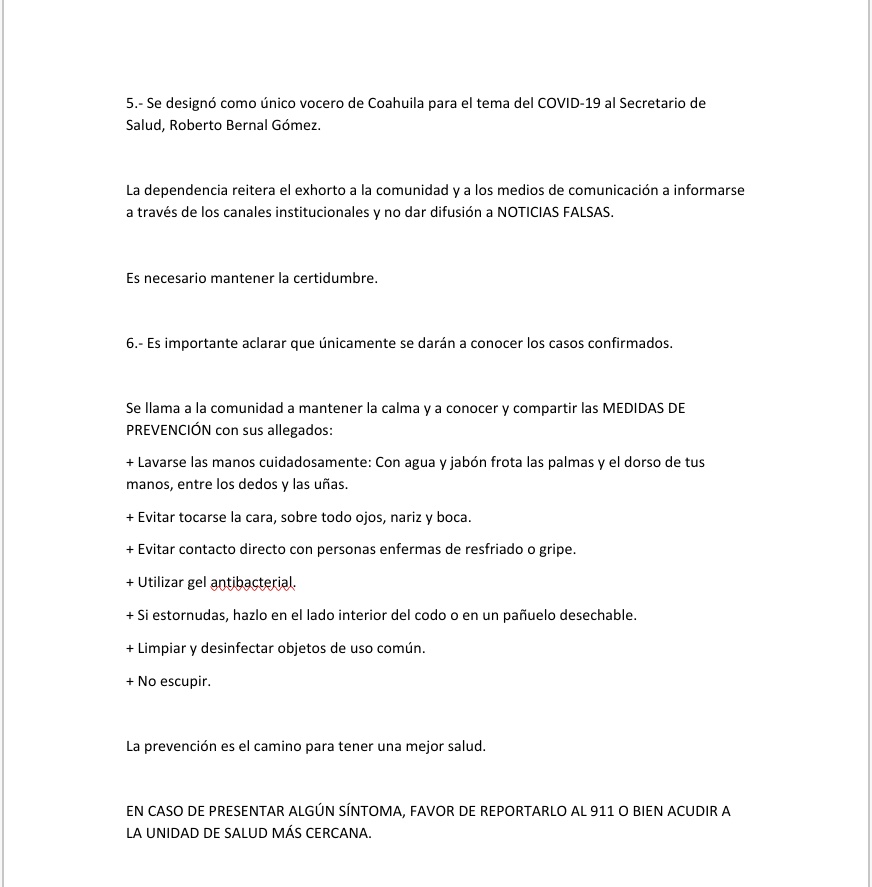 5.- Se designó como único vocero de Coahuila para el tema del COVID-19 al Secretario de
Salud, Roberto Bernal Gómez.
La dependencia reitera el exhorto a la comunidad y a los medios de comunicación a informarse
a través de los canales institucionales y no dar difusión a NOTICIAS FALSAS.
Es necesario mantener la certidumbre.
6.- Es importante aclarar que únicamente se darán a conocer los casos confirmados.
Se llama a la comunidad a mantener la calma y a conocer y compartir las MEDIDAS DE
PREVENCIÓN con sus allegados:
+ Lavarse las manos cuidadosamente: Con agua y jabón frota las palmas y el dorso de tus
manos, entre los dedos y las uñas.
+ Evitar tocarse la cara, sobre todo ojos, nariz y boca.
+ Evitar contacto directo con personas enfermas de resfriado o gripe.
+ Utilizar gel antibacterial.
+ Si estornudas, hazlo en el lado interior del codo o en un pañuelo desechable.
+ Limpiar y desinfectar objetos de uso común.
+ No escupir.
La prevención es el camino para tener una mejor salud.
EN CASO DE PRESENTAR ALGÚN SÍNTOMA, FAVOR DE REPORTARLO AL 911 O BIEN ACUDIR A
LA UNIDAD DE SALUD MÁS CERCANA.